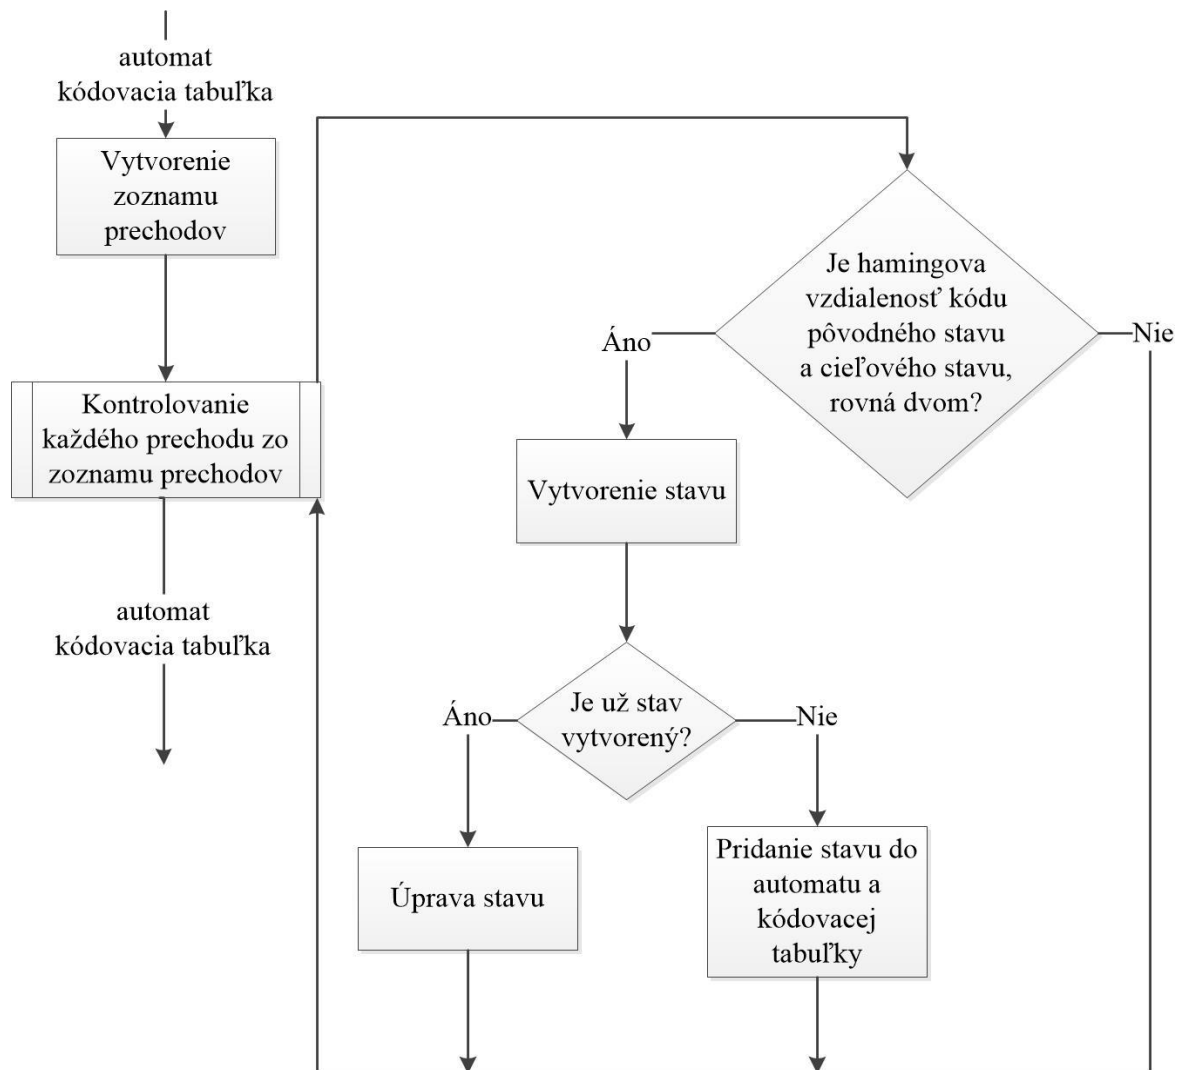 automat
kódovacia tabuľka
Vytvorenie
zoznamu
prechodov
Kontrolovanie
každého prechodu zo
zoznamu prechodov
automat
kódovacia tabuľka
Je hamingova
vzdialenosť kódu
pôvodného stavu
a cieľového stavu,
rovná dvom?
Áno
Nie
Vytvorenie stavu
Je už stav
vytvorený?
Áno
Nie
Úprava stavu
Pridanie stavu do
automatu a
kódovacej
tabuľky